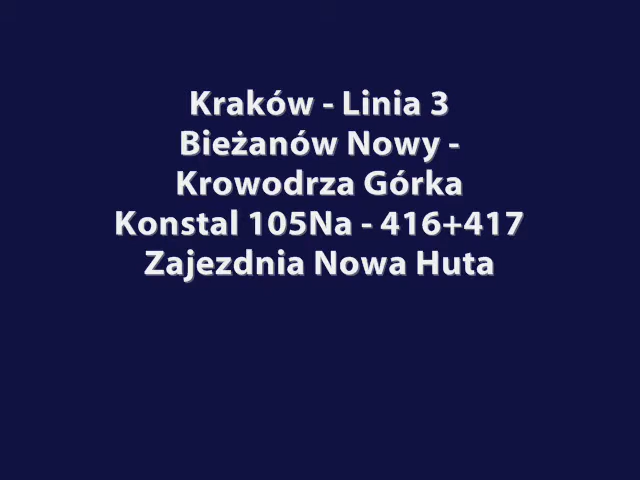 Kraków - Linia 3
Bieżanów Nowy -
Krowodrza Górka
Konstal 105Na - 416+417
Zajezdnia Nowa Huta